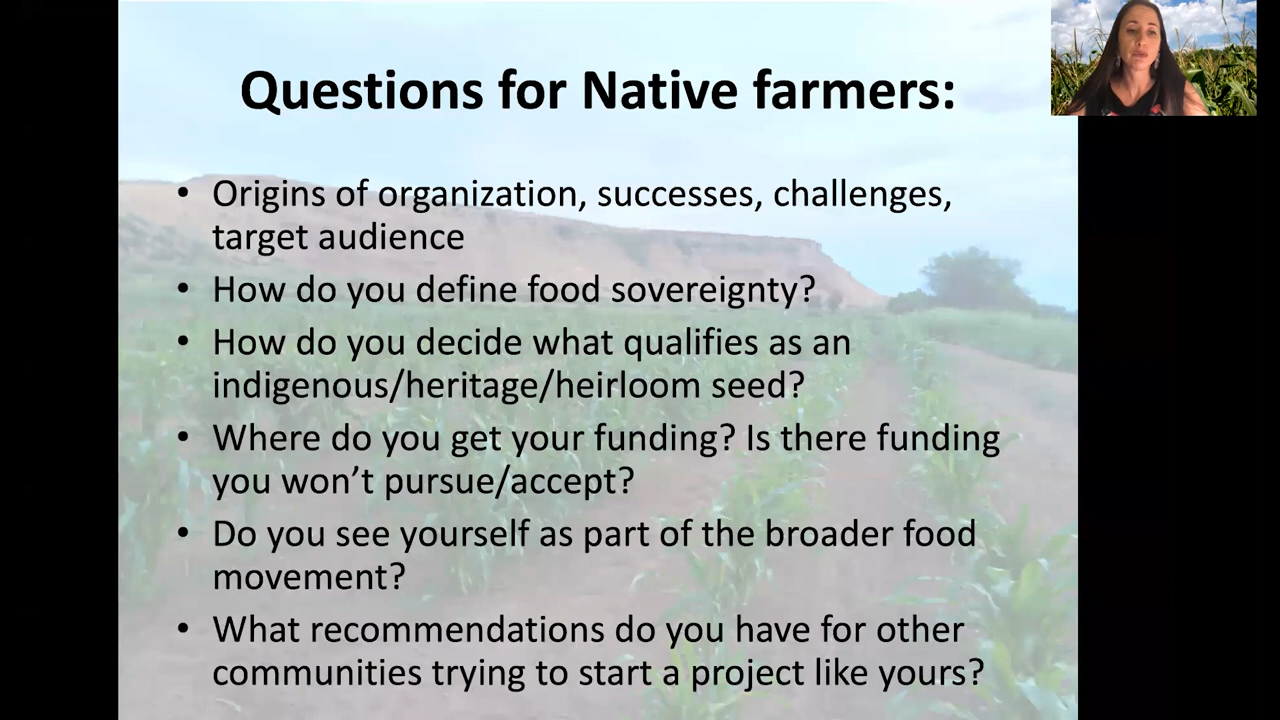 Questions for Native farmers:
• Origins of organization, successes, challenges,
target audience
• How do you define food sovereignty?
• How do you decide what qualifies as an
indigenous/heritage/heirloom seed?
• Where do you get your funding? Is there funding
you won’t pursue/accept?
• Do you see yourself as part of the broader food
movement?
• What recommendations do you have for other
communities trying to start a project like yours?